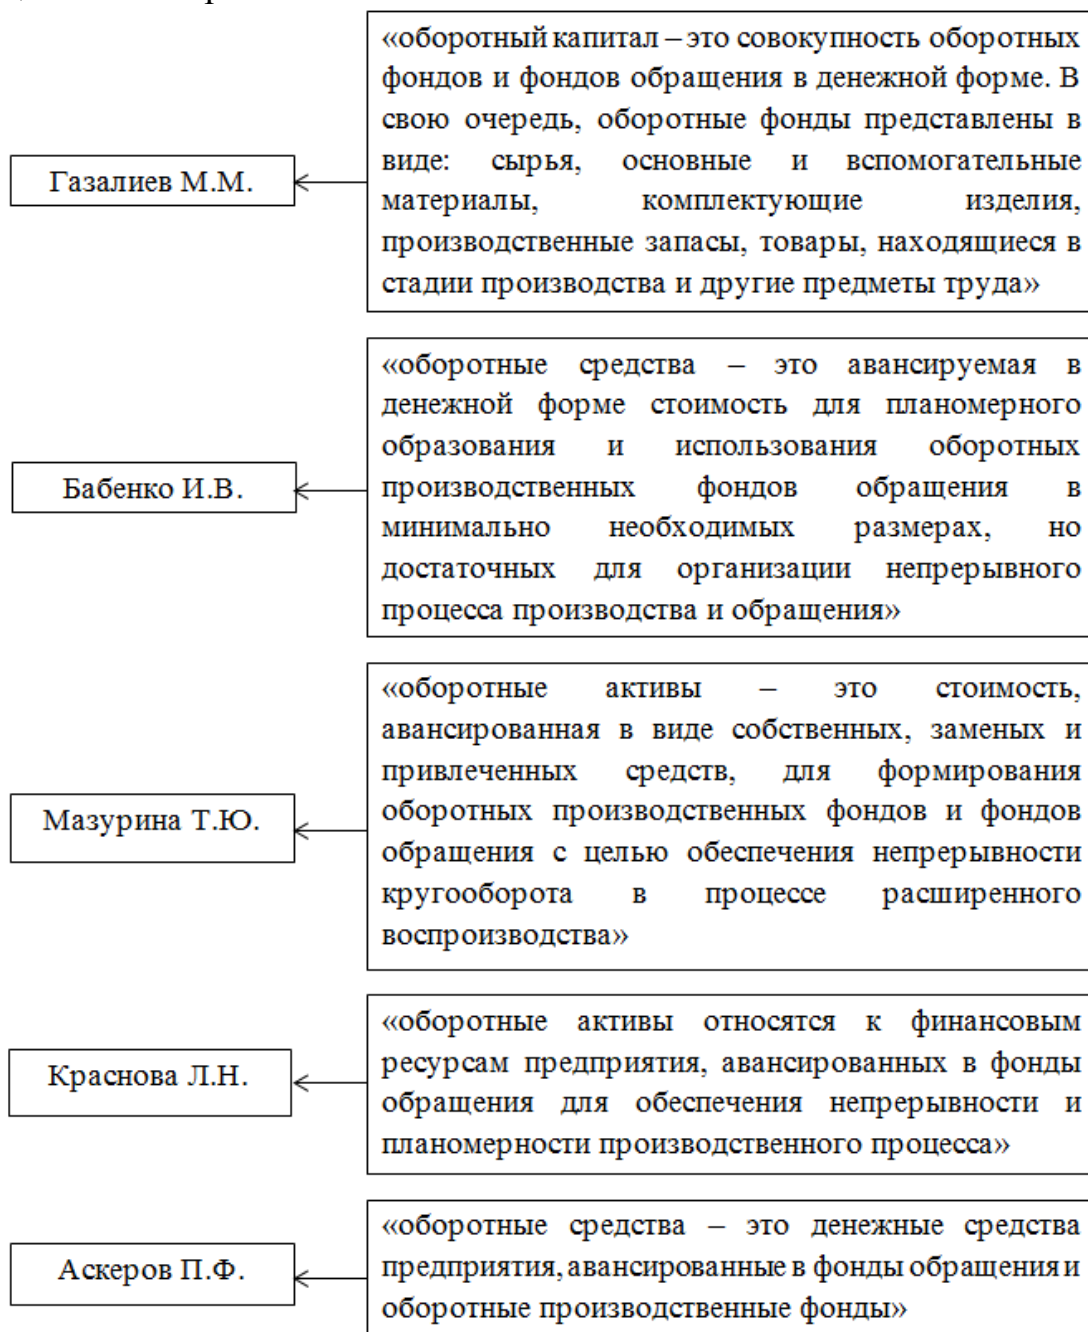 «оборотный капитал – это совокупность оборотных
фондов и фондов обращения в денежной форме. В
свою очередь, оборотные фонды представлены в
виде: сырья, основные и вспомогательные
материалы, комплектующие изделия,
производственные запасы, товары, находящиеся в
стадии производства и другие предметы труда»
Газалиев М.М.
«оборотные средства – это авансируемая в
денежной форме стоимость для планомерного
образования и использования оборотных
производственных фондов обращения в
минимально необходимых размерах, но
достаточных для организации непрерывного
процесса производства и обращения»
Бабенко И.В.
«оборотные активы – это стоимость,
авансированная в виде собственных, заменых и
привлеченных средств, для формирования
оборотных производственных фондов и фондов
обращения с целью обеспечения непрерывности
кругооборота в процессе расширенного
воспроизводства»
Мазурина Т.Ю.
«оборотные активы относятся к финансовым
ресурсам предприятия, авансированных в фонды
обращения для обеспечения непрерывности и
планомерности производственного процесса»
Краснова Л.Н.
«оборотные средства – это денежные средства
предприятия, авансированные в фонды обращения и
оборотные производственные фонды»
Аскеров П.Ф.